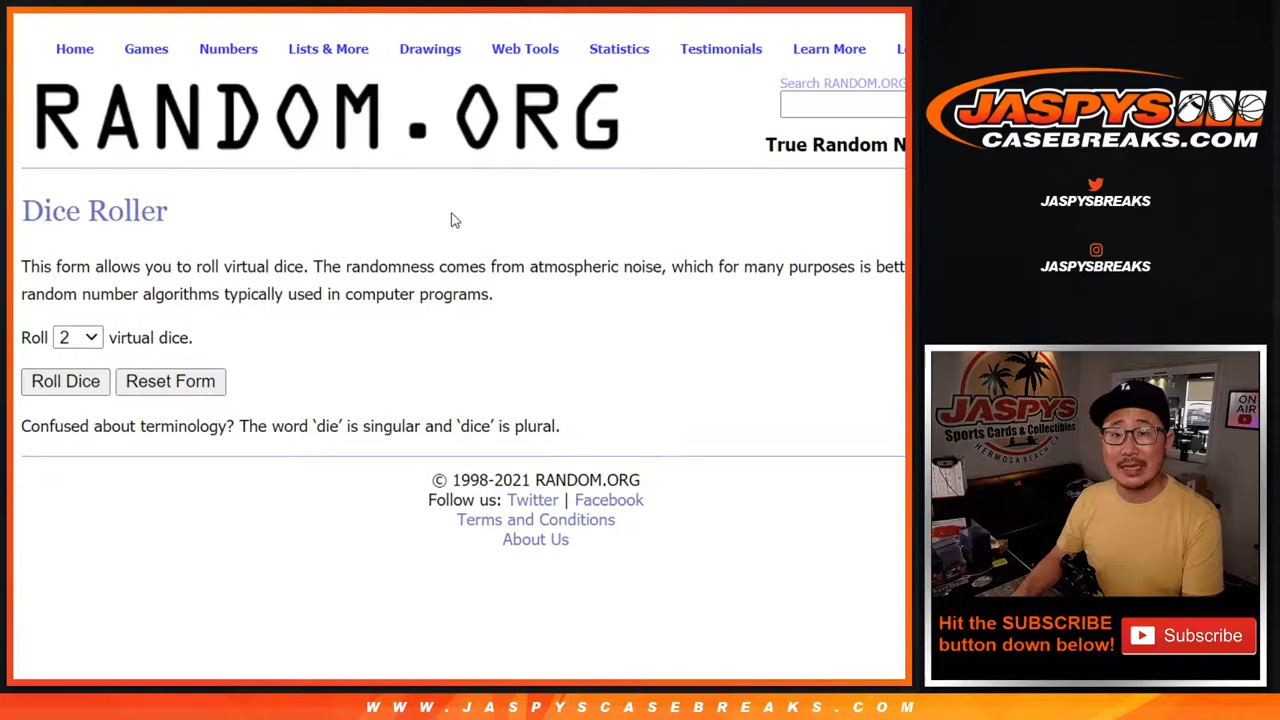 Home Games Numbers Lists & More Drawings Web Tools Statistics Testimonials Learn More
Search RANDOM.ORG
RANDOM.ORG
True Random N
Dice Roller
This form allows you to roll virtual dice. The randomness comes from atmospheric noise, which for many purposes is bett
random number algorithms typically used in computer programs.
Roll 2 virtual dice.
Roll Dice Reset Form
Confused about terminology? The word ‘die’ is singular and ‘dice’ is plural.
© 1998-2021 RANDOM.ORG
Follow us: Twitter | Facebook
Terms and Conditions
About Us
JASPYS
CASEBREAKS.COM
JASPYSBREAKS
JASPYSBREAKS
JASPYS
Sports Cards & Collectibles
HERMOSA BEACH
ON
AIR
Hit the SUBSCRIBE
button down below!
Subscribe
WWW.JASPYSCASEBREAKS.COM